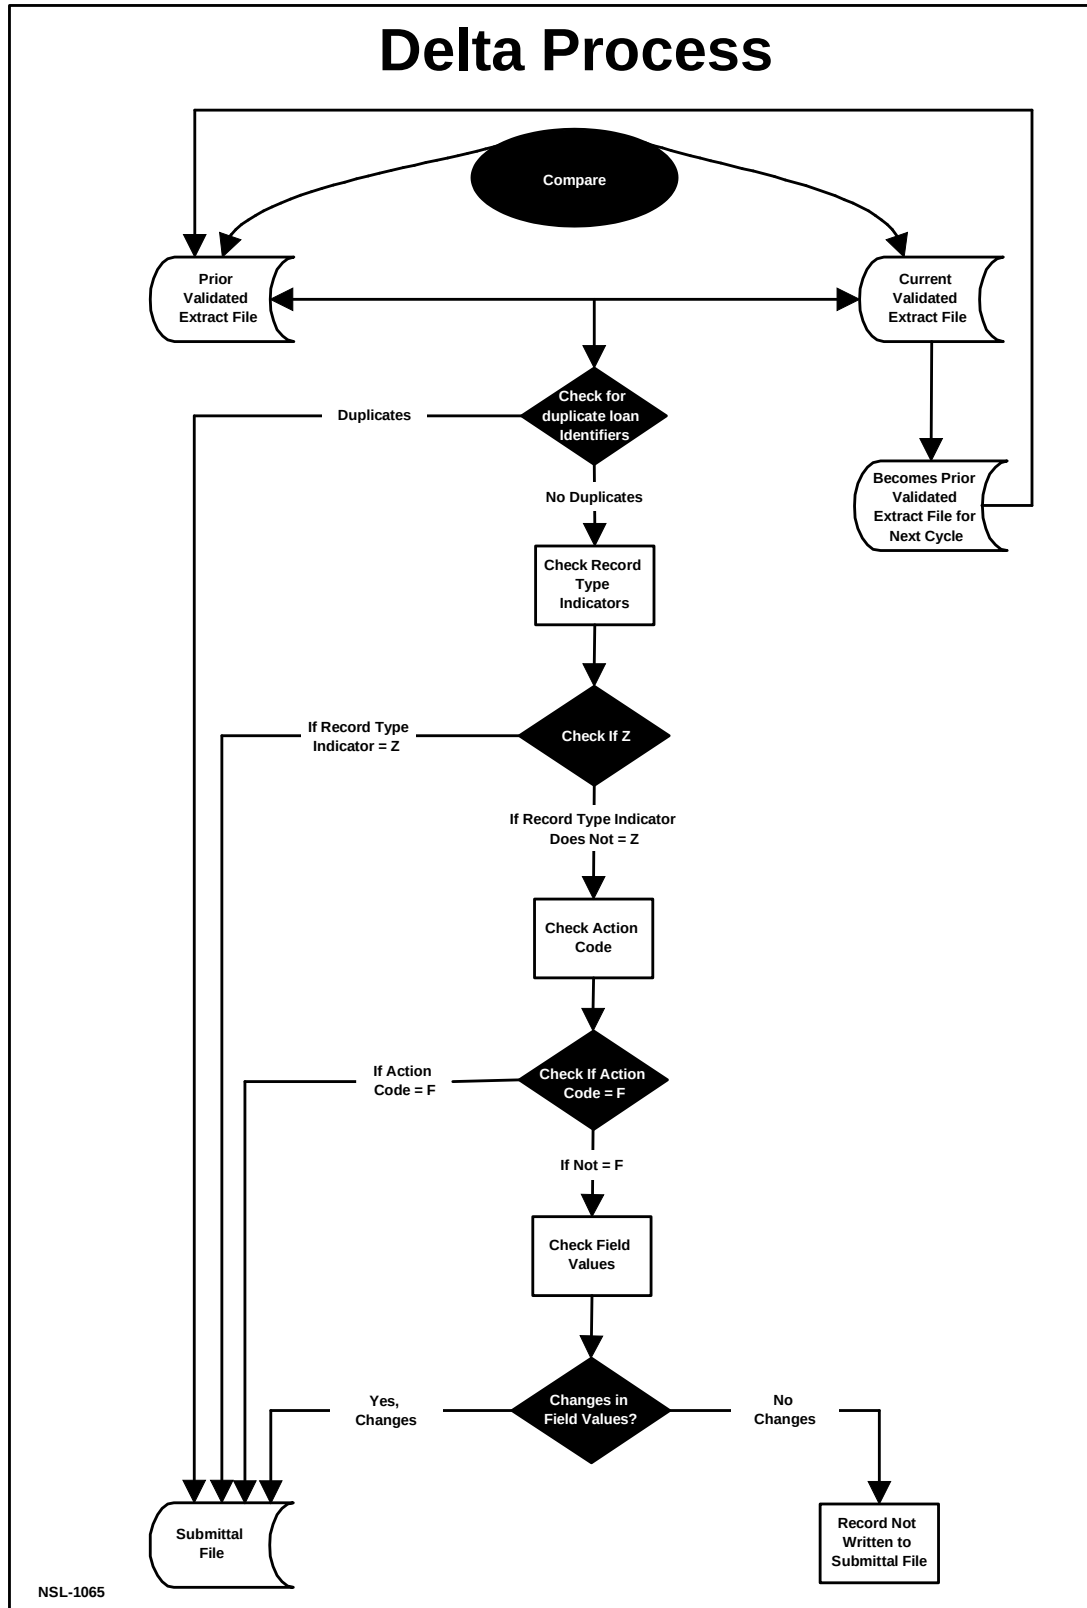 Delta Process
Compare
Prior
Validated
Extract File
Current
Validated
Extract File
Check for
duplicate loan
Identifiers
Duplicates
No Duplicates
Becomes Prior
Validated
Extract File for
Next Cycle
Check Record
Type
Indicators
If Record Type
Indicator = Z
Check If Z
If Record Type Indicator
Does Not = Z
Check Action
Code
If Action
Code = F
Check If Action
Code = F
If Not = F
Check Field
Values
Yes,
Changes
Changes in
Field Values?
No
Changes
Submittal
File
Record Not
Written to
Submittal File
NSL-1065